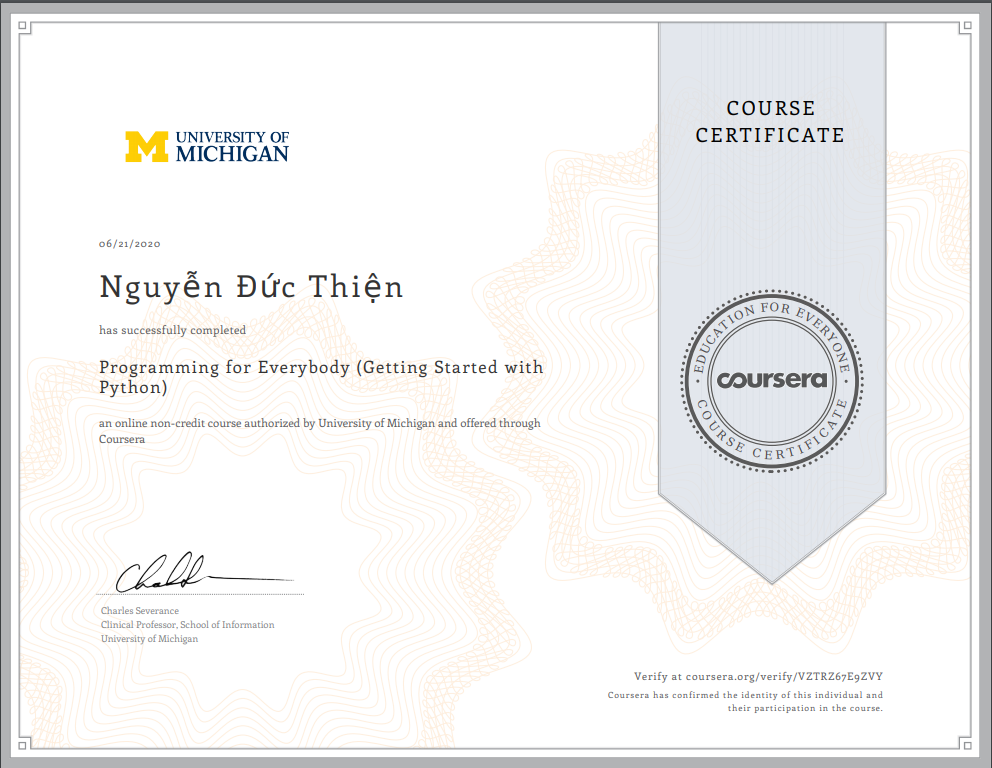 COURSE
CERTIFICATE
UNIVERSITY OF
MICHIGAN
06/21/2020
Nguyễn Đức Thiện
has successfully completed
Programming for Everybody (Getting Started with
Python)
an online non-credit course authorized by University of Michigan and offered through
Coursera
EDUCATION FOR EVERYONE
coursera
COURSE CERTIFICATE
Charles Severance
Clinical Professor, School of Information
University of Michigan
Verify at coursera.org/verify/VZTRZ67E9ZVY
Coursera has confirmed the identity of this individual and
their participation in the course.